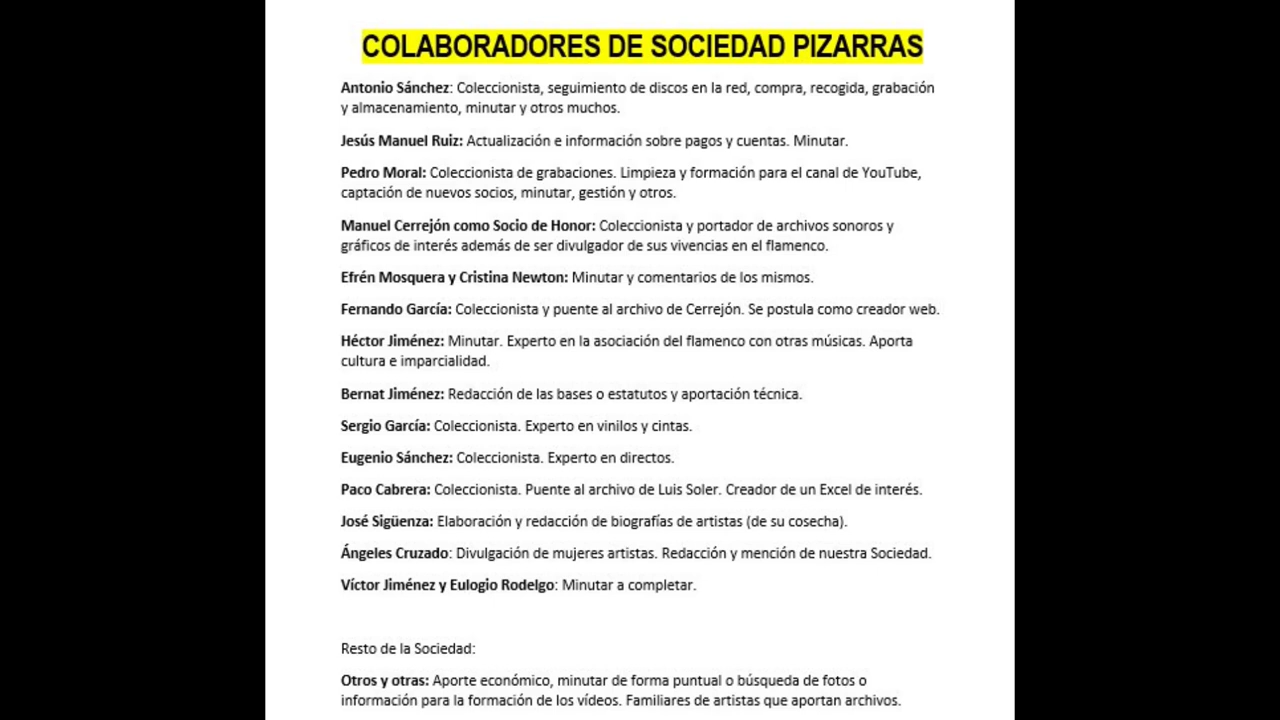 COLABORADORES DE SOCIEDAD PIZARRAS
Antonio Sánchez: Coleccionista, seguimiento de discos en la red, compra, recogida, grabación
y almacenamiento, minutar y otros muchos.
Jesús Manuel Ruiz: Actualización e información sobre pagos y cuentas. Minutar.
Pedro Moral: Coleccionista de grabaciones. Limpieza y formación para el canal de YouTube,
captación de nuevos socios, minutar, gestión y otros.
Manuel Cerrejón como Socio de Honor: Coleccionista y portador de archivos sonoros y
gráficos de interés además de ser divulgador de sus vivencias en el flamenco.
Efrén Mosquera y Cristina Newton: Minutar y comentarios de los mismos.
Fernando García: Coleccionista y puente al archivo de Cerrejón. Se postula como creador web.
Héctor Jiménez: Minutar. Experto en la asociación del flamenco con otras músicas. Aporta
cultura e imparcialidad.
Bernat Jiménez: Redacción de las bases o estatutos y aportación técnica.
Sergio García: Coleccionista. Experto en vinilos y cintas.
Eugenio Sánchez: Coleccionista. Experto en directos.
Paco Cabrera: Coleccionista. Puente al archivo de Luis Soler. Creador de un Excel de interés.
José Sigüenza: Elaboración y redacción de biografías de artistas (de su cosecha).
Ángeles Cruzado: Divulgación de mujeres artistas. Redacción y mención de nuestra Sociedad.
Víctor Jiménez y Eulogio Rodelgo: Minutar a completar.
Resto de la Sociedad:
Otros y otras: Aporte económico, minutar de forma puntual o búsqueda de fotos o
información para la formación de los vídeos. Familiares de artistas que aportan archivos.